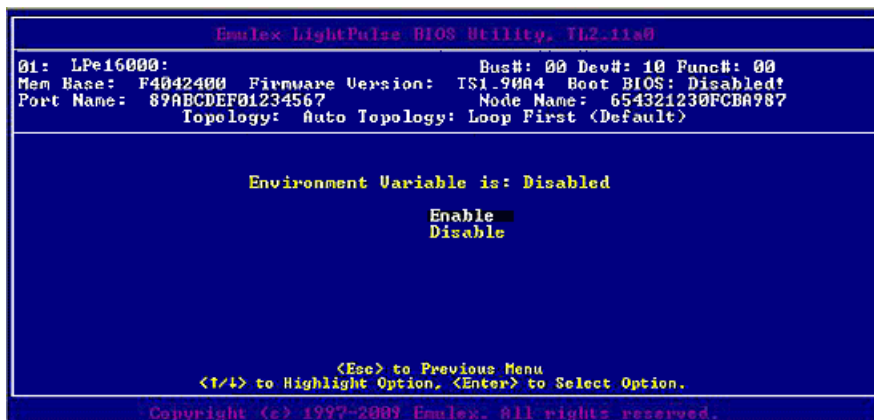 Emulex LightPulse BIOS Utility, TL2.11a0
01: LPe16000: Bus#: 00 Dev#: 10 Func#: 00
Mem Base: F4042400 Firmware Version: TS1.90A4 Boot BIOS: Disabled!
Port Name: 89ABCDEF01234567 Node Name: 654321230FCBA987
Topology: Auto Topology: Loop First (Default)
Environment Variable is: Disabled
Enable
Disable
<Esc> to Previous Menu
<↑/↓> to Highlight Option, <Enter> to Select Option.
Copyright (c) 1997-2009 Emulex. All rights reserved.